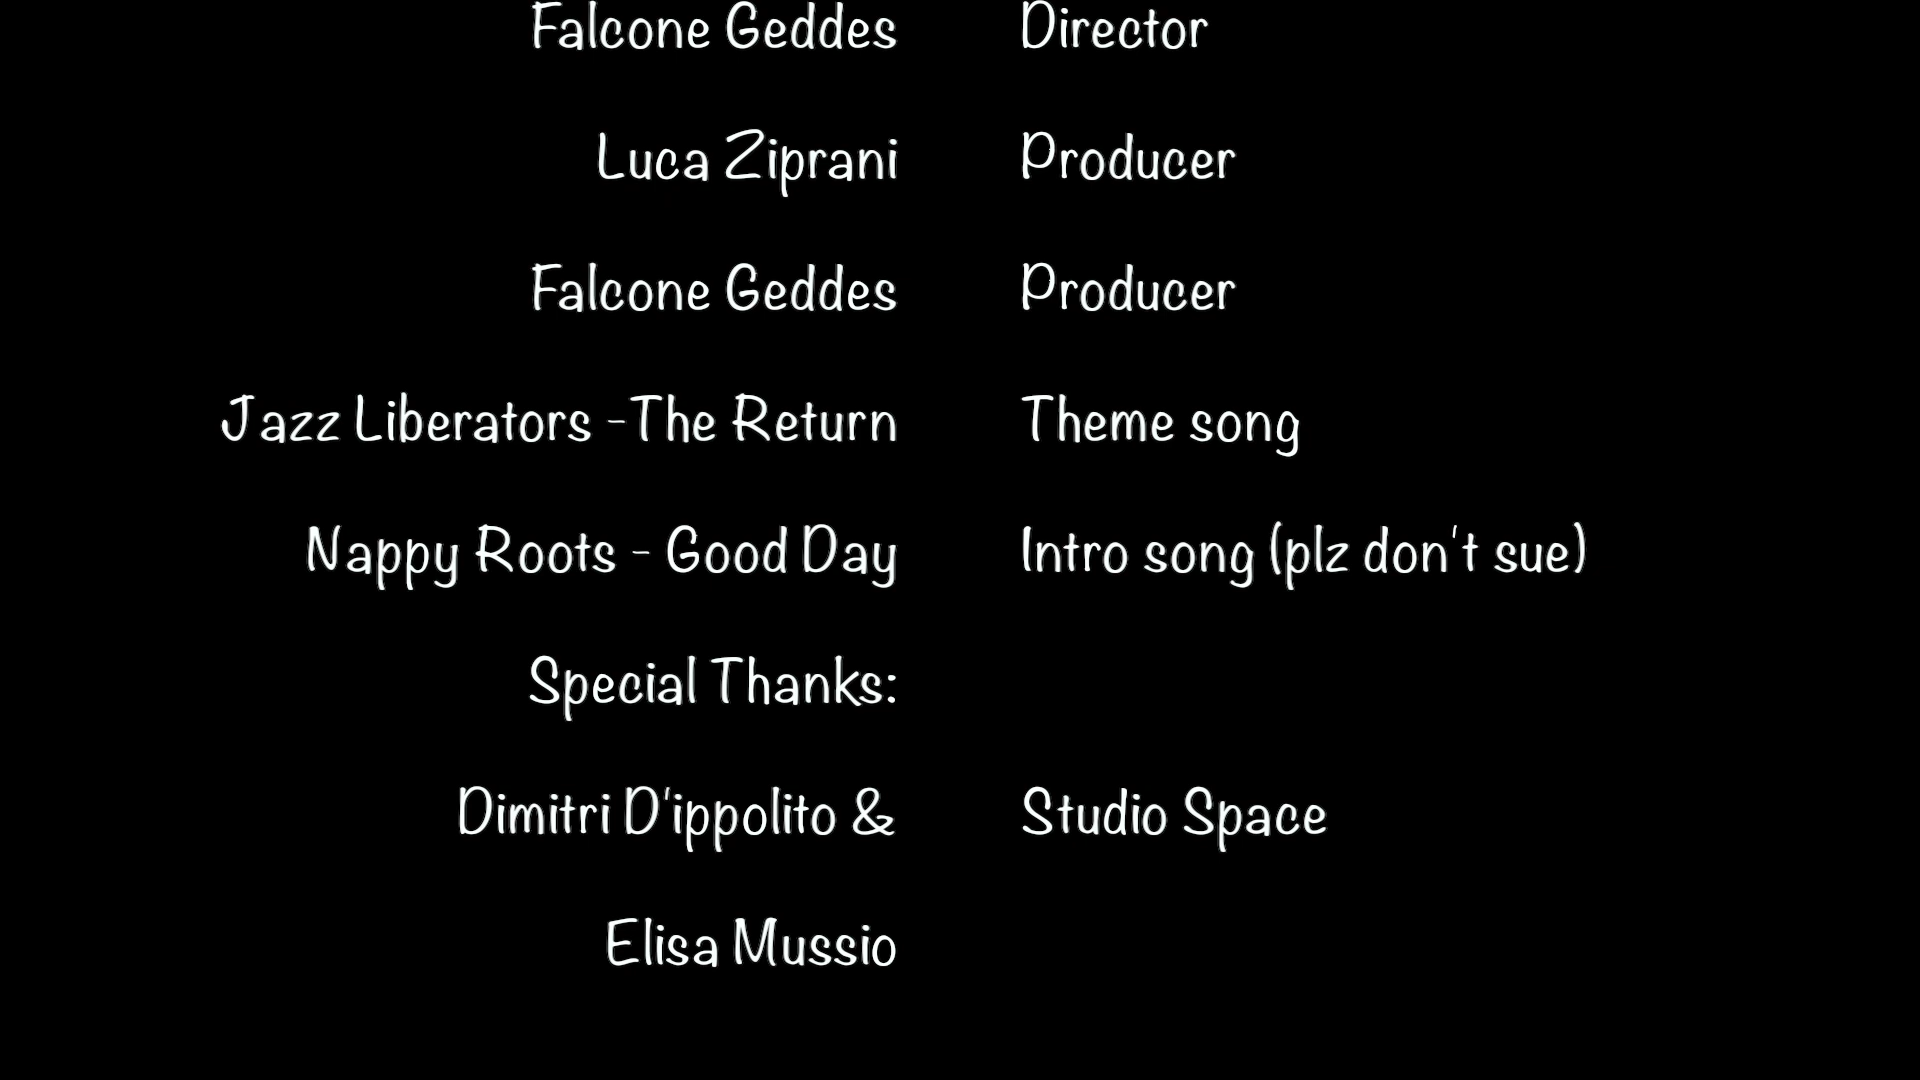 Falcone Geddes Director
Luca Ziprani Producer
Falcone Geddes Producer
Jazz Liberators -The Return Theme song
Nappy Roots - Good Day Intro song (plz don't sue)
Special Thanks:
Dimitri D'ippolito & Studio Space
Elisa Mussio